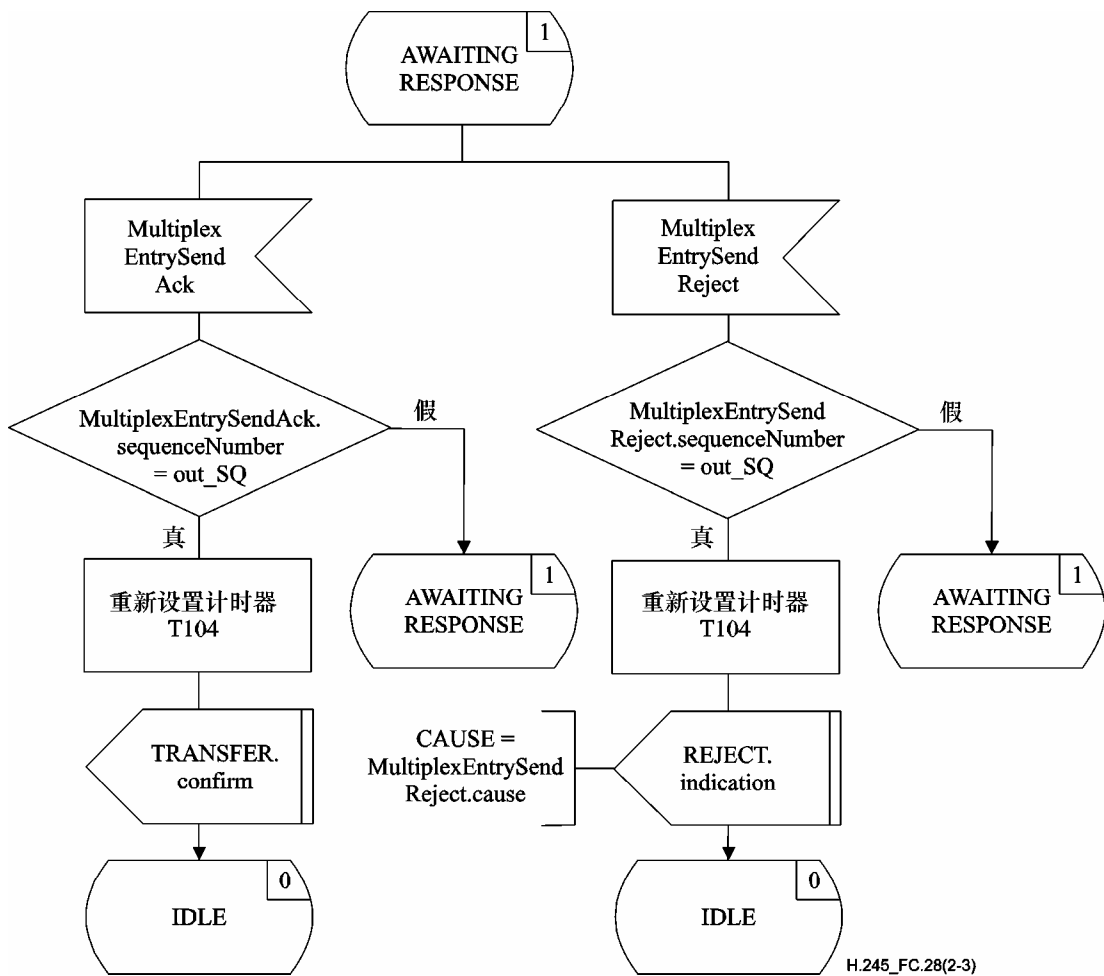 1
AWAITING
RESPONSE
Multiplex
EntrySend
Ack
Multiplex
EntrySend
Reject
MultiplexEntrySendAck.
sequenceNumber
= out_SQ
假
MultiplexEntrySend
Reject.sequenceNumber
= out_SQ
假
真
真
重新设置计时器
T104
1
AWAITING
RESPONSE
重新设置计时器
T104
1
AWAITING
RESPONSE
TRANSFER.
confirm
CAUSE =
MultiplexEntrySend
Reject.cause
REJECT.
indication
0
IDLE
0
IDLE
H.245_FC.28(2-3)